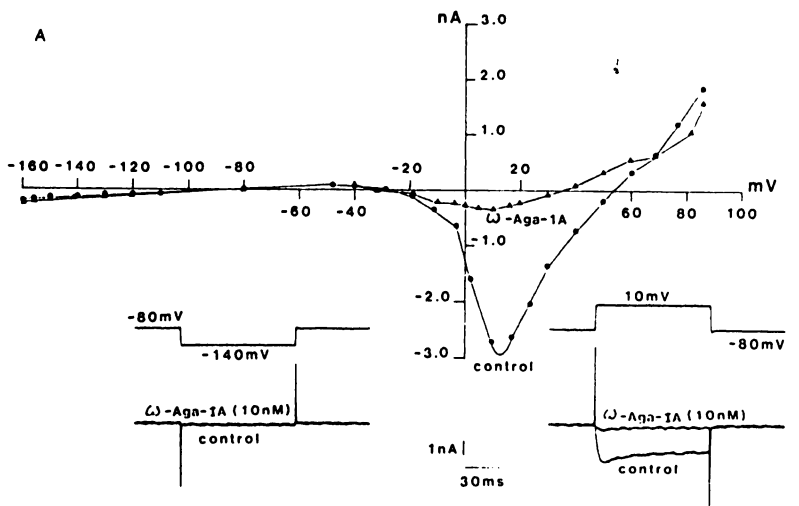 A
nA
3.0
2.0
1.0
-160 -140 -120 -100 -80 -20 20
-60 -40 60 80 100 mV
ω-Aga-1A
-1.0
-2.0
-3.0
control
-80mV
-140mV
10mV
-80mV
ω-Aga-IA (10nM)
control
ω-Aga-IA (10nM)
control
1nA
30ms